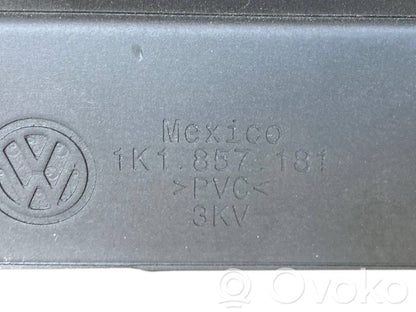 Mexico
1K1.857.181
>PVC<
3KV
Ovoko